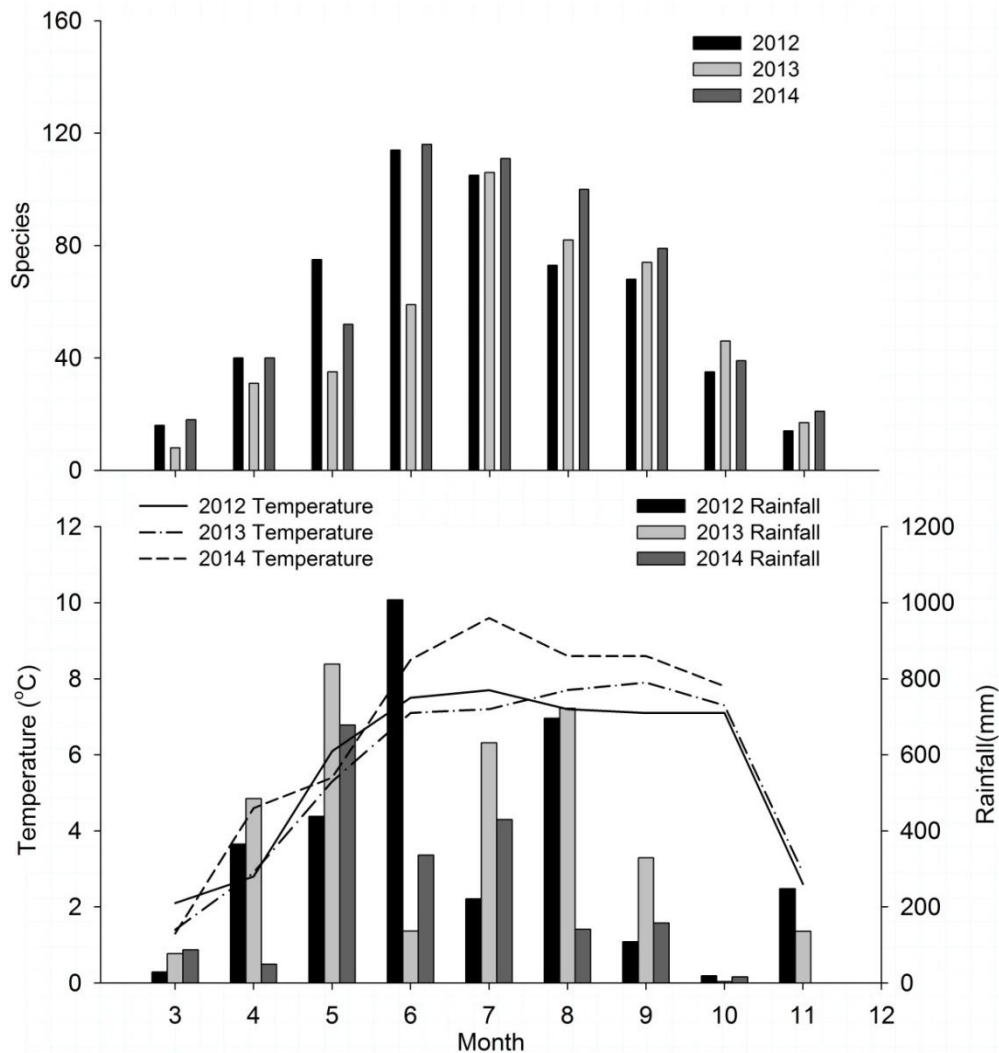 160
120
80
40
0
Species
2012
2013
2014
2012 Temperature
2013 Temperature
2014 Temperature
2012 Rainfall
2013 Rainfall
2014 Rainfall
12
10
8
6
4
2
0
Temperature (°C)
1200
1000
800
600
400
200
0
Rainfall(mm)
3 4 5 6 7 8 9 10 11 12
Month